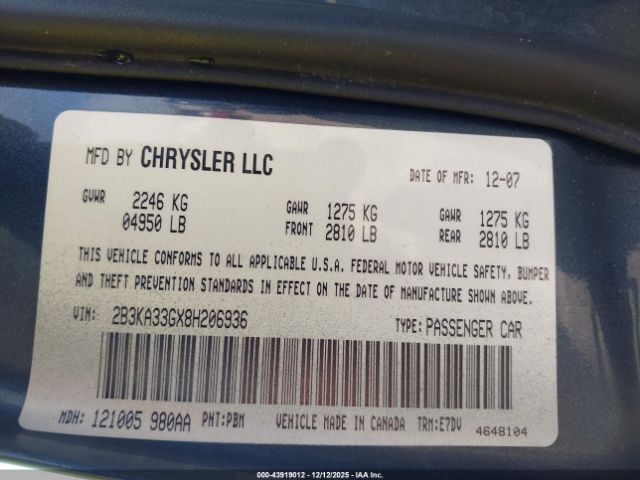 MFD BY CHRYSLER LLC
DATE OF MFR: 12-07
GVWR 2246 KG 04950 LB
GAWR FRONT 1275 KG 2810 LB
GAWR REAR 1275 KG 2810 LB
THIS VEHICLE CONFORMS TO ALL APPLICABLE U.S.A. FEDERAL MOTOR VEHICLE SAFETY, BUMPER
AND THEFT PREVENTION STANDARDS IN EFFECT ON THE DATE OF MANUFACTURE SHOWN ABOVE.
VIN: 2B3KA33GX8H206936 TYPE: PASSENGER CAR
MDH: 121005 980AA PNT: PBM VEHICLE MADE IN CANADA TRM: E7DV
4648104
000-43919012 - 12/12/2025 - IAA Inc.